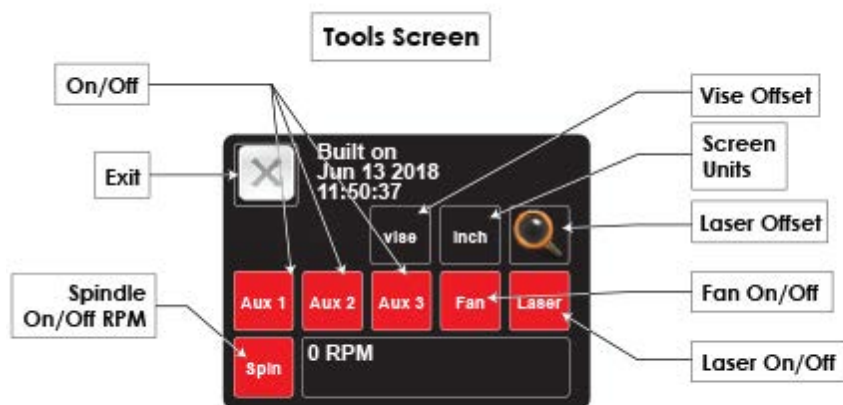 Tools Screen
On/Off
Vise Offset
Exit
Built on
Jun 13 2018
11:50:37
Screen
Units
vise
inch
Laser Offset
Aux 1
Aux 2
Aux 3
Fan
Laser
Fan On/Off
Spindle
On/Off RPM
Spin
0 RPM
Laser On/Off